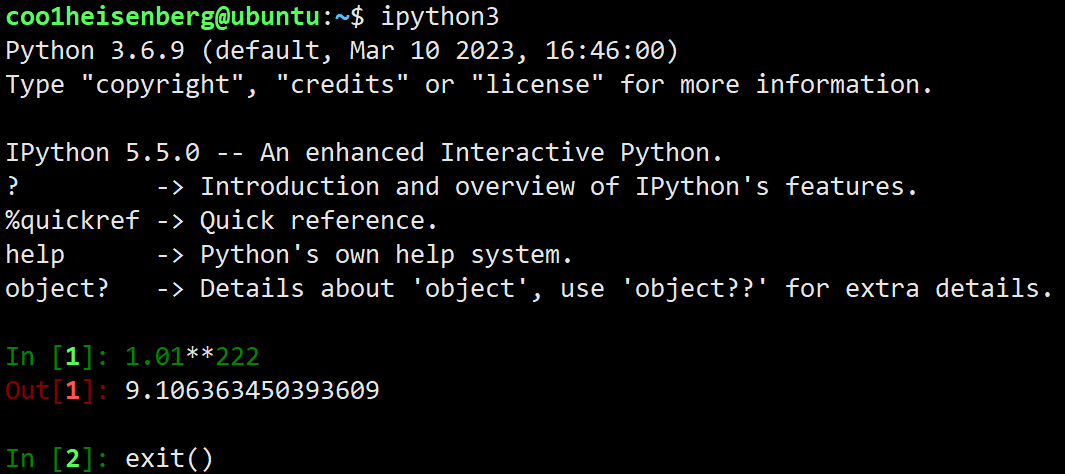 coo1heisenberg@ubuntu:~$ ipython3
Python 3.6.9 (default, Mar 10 2023, 16:46:00)
Type "copyright", "credits" or "license" for more information.
IPython 5.5.0 -- An enhanced Interactive Python.
?         -> Introduction and overview of IPython's features.
%quickref -> Quick reference.
help      -> Python's own help system.
object?   -> Details about 'object', use 'object??' for extra details.
In [1]: 1.01**222
Out[1]: 9.106363450393609
In [2]: exit()